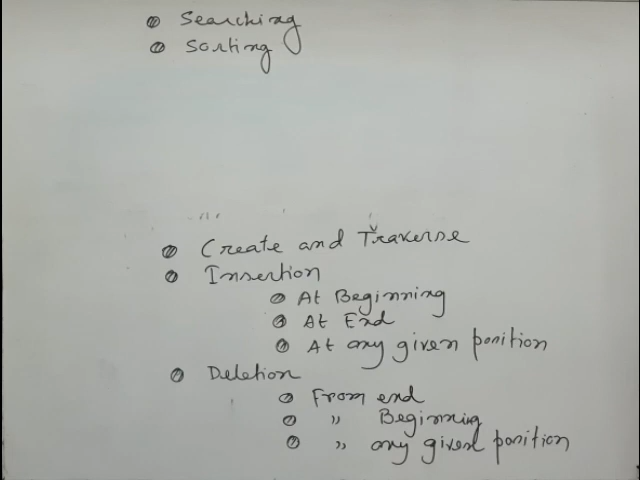 Searching
Sorting
Create and Traverse
Insertion
At Beginning
At End
At any given position
Deletion
From end
" Beginning
" any given position